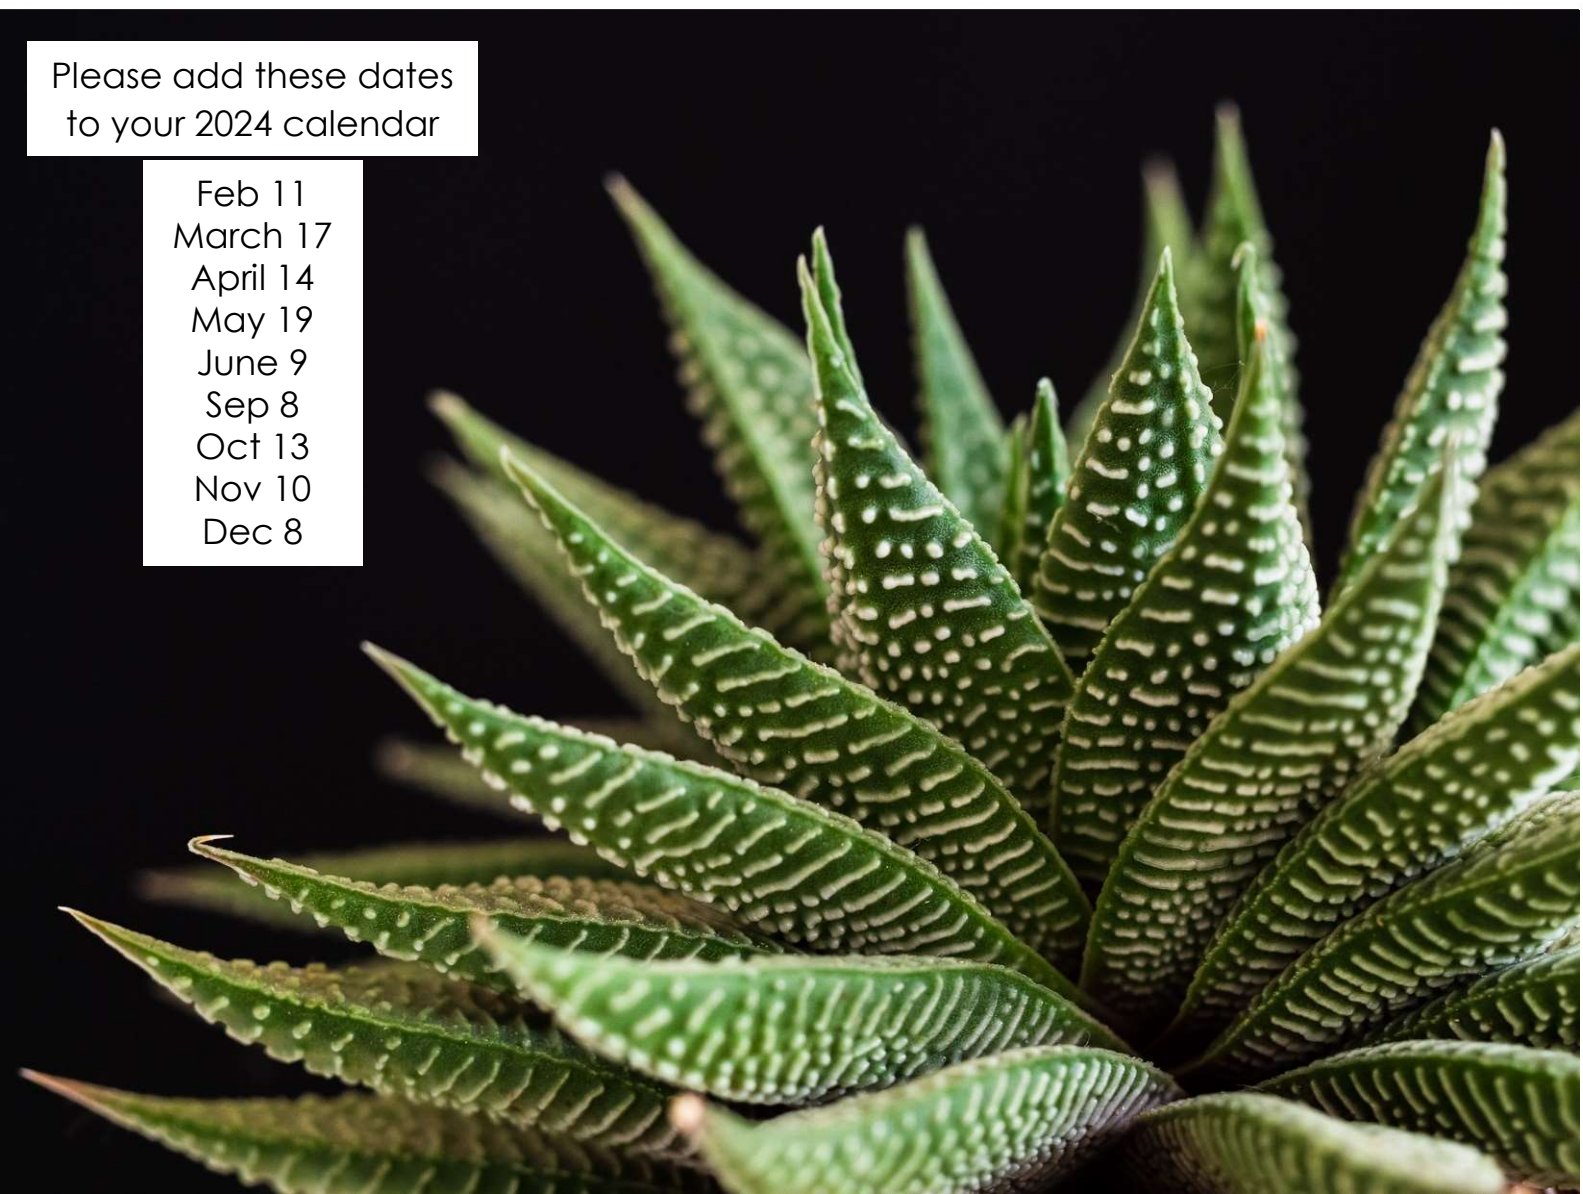 Please add these dates
to your 2024 calendar
Feb 11
March 17
April 14
May 19
June 9
Sep 8
Oct 13
Nov 10
Dec 8